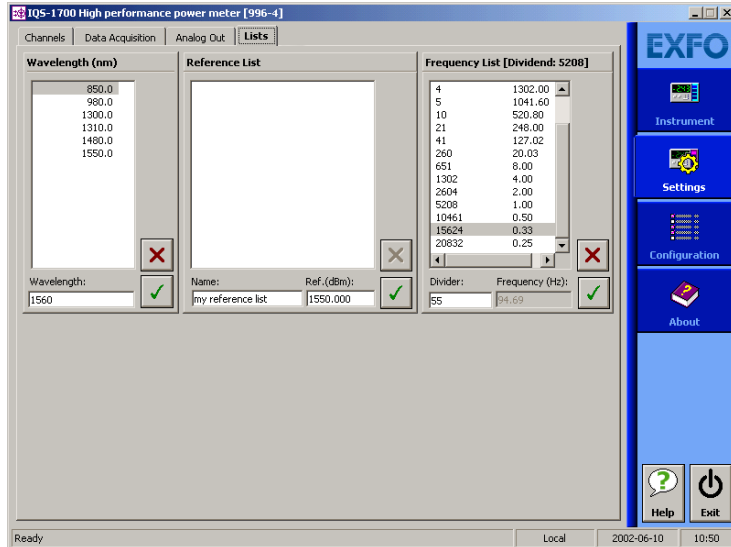 IQS-1700 High performance power meter [996-4]
Channels Data Acquisition Analog Out Lists
EXFO
Wavelength (nm)
850.0
980.0
1300.0
1310.0
1480.0
1550.0
Wavelength:
1560
Reference List
Name: Ref.(dBm):
my reference list 1550.000
Frequency List [Dividend: 5208]
4 1302.00
5 1041.60
10 520.80
21 248.00
41 127.02
260 20.03
651 8.00
1302 4.00
2604 2.00
5208 1.00
10461 0.50
15624 0.33
20832 0.25
Divider: Frequency (Hz):
55 94.69
Instrument
Settings
Configuration
About
Help Exit
Ready Local 2002-06-10 10:50